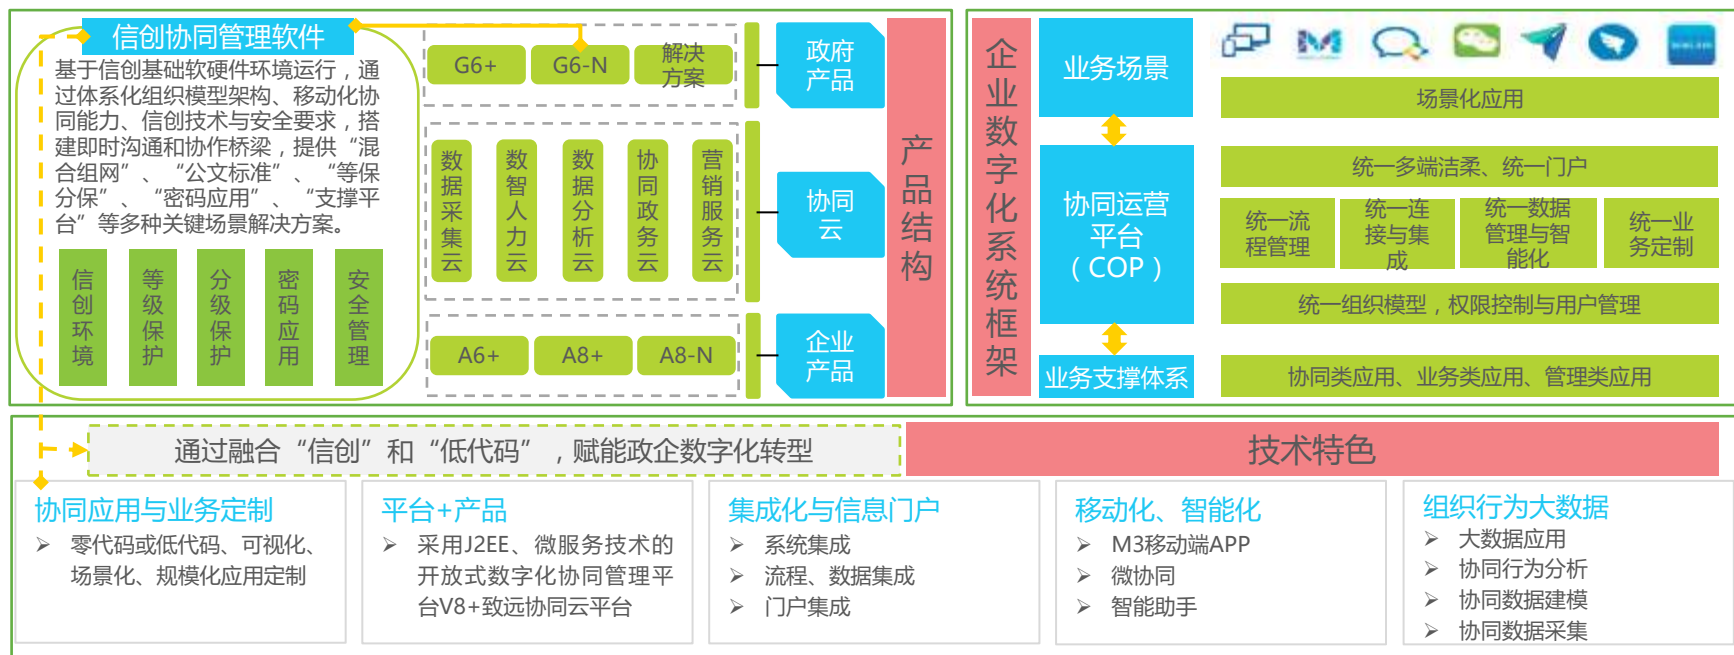 信创协同管理软件
基于信创基础软硬件环境运行，通
过体系化组织模型架构、移动化协
同能力、信创技术与安全要求，搭
建即时沟通和协作桥梁，提供“混
合组网”、“公文标准”、“等保
分保”、“密码应用”、“支撑平
台”等多种关键场景解决方案。
信创环境
等级保护
分级保护
密码应用
安全管理
G6+
G6-N
解决
方案
政府
产品
数据采集云
数智人力云
数据分析云
协同政务云
营销服务云
协同
云
A6+
A8+
A8-N
企业
产品
产品结构
企业数字化系统框架
业务场景
场景化应用
协同运营
平台
（COP）
统一多端洁柔、统一门户
统一流
程管理
统一连
接与集
成
统一数据
管理与智
能化
统一业
务定制
统一组织模型，权限控制与用户管理
业务支撑体系
协同类应用、业务类应用、管理类应用
通过融合“信创”和“低代码”，赋能政企数字化转型
技术特色
协同应用与业务定制
➢ 零代码或低代码、可视化、
场景化、规模化应用定制
平台+产品
➢ 采用J2EE、微服务技术的
开放式数字化协同管理平
台V8+致远协同云平台
集成化与信息门户
➢ 系统集成
➢ 流程、数据集成
➢ 门户集成
移动化、智能化
➢ M3移动端APP
➢ 微协同
➢ 智能助手
组织行为大数据
➢ 大数据应用
➢ 协同行为分析
➢ 协同数据建模
➢ 协同数据采集